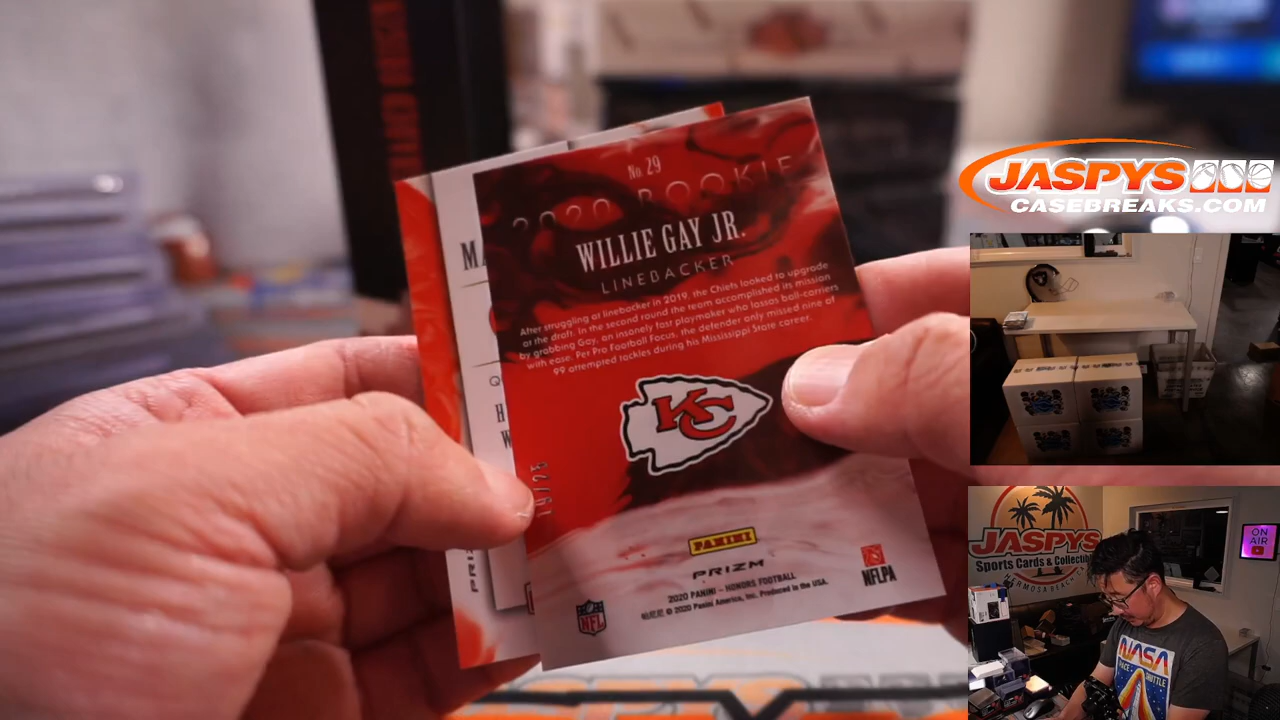 No. 29
2020 ROOKIE
WILLIE GAY JR.
LINEBACKER
After struggling at linebacker in 2019, the Chiefs looked to upgrade
at the draft. In the second round the team accomplished its mission
by grabbing Gay, an insanely fast playmaker who lassos ball-carriers
with ease. Per Pro Football Focus, the defender only missed nine of
99 attempted tackles during his Mississippi State career.
KC
19/25
PANINI
PRIZM
2020 PANINI - HONORS FOOTBALL
© 2020 Panini America, Inc. Produced in the USA.
NFL
NFLPA
JASPYS
CASEBREAKS.COM
JASPYS
Sports Cards & Collectibles
HERMOSA BEACH
ON
AIR
NASA